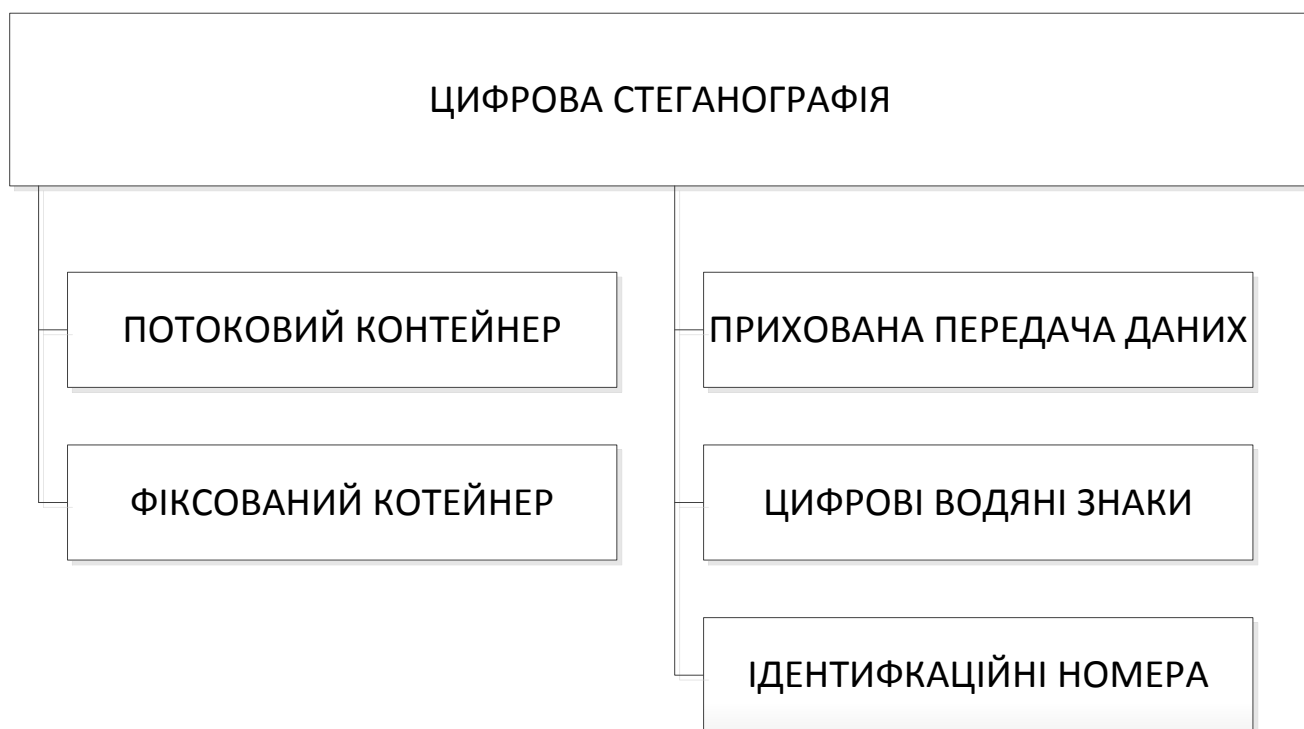 ЦИФРОВА СТЕГАНОГРАФІЯ
ПОТОКОВИЙ КОНТЕЙНЕР
ФІКСОВАНИЙ КОТЕЙНЕР
ПРИХОВАНА ПЕРЕДАЧА ДАНИХ
ЦИФРОВІ ВОДЯНІ ЗНАКИ
ІДЕНТИФКАЦІЙНІ НОМЕРА